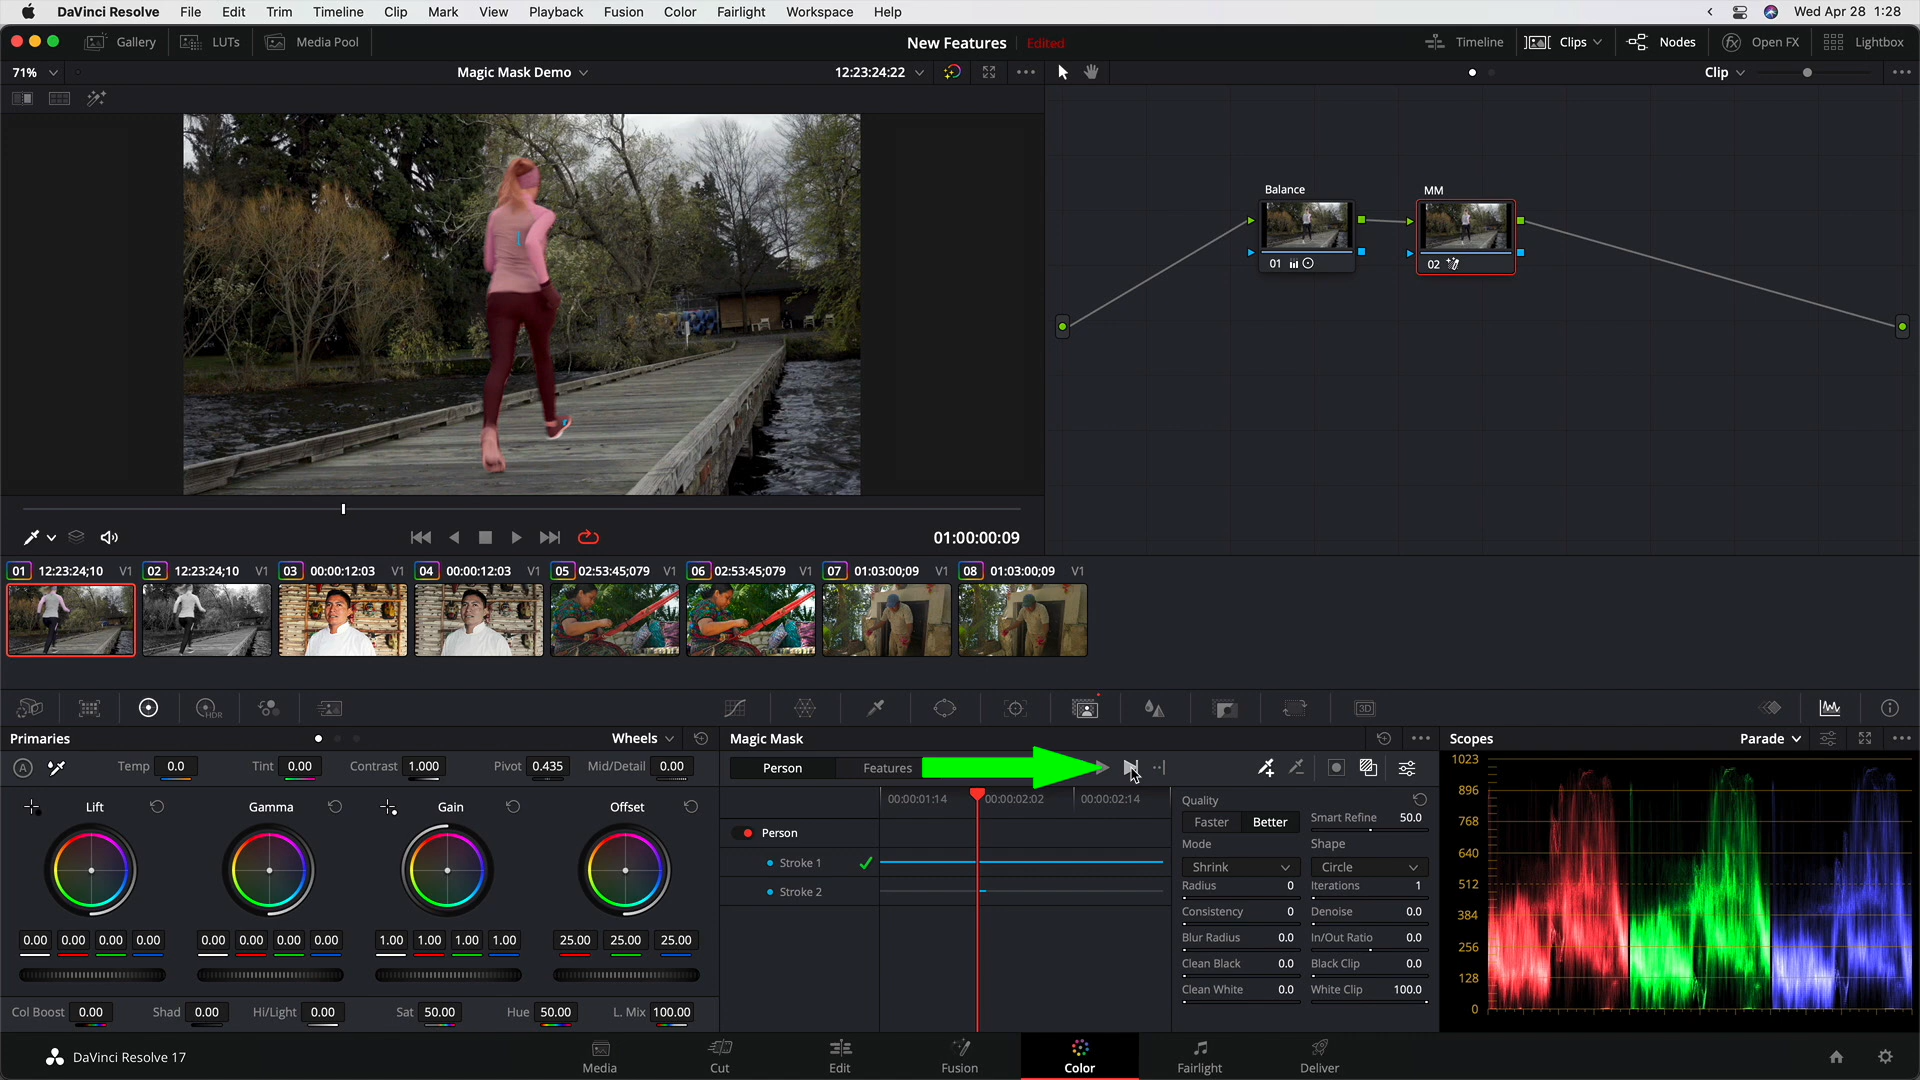 DaVinci Resolve File Edit Trim Timeline Clip Mark View Playback Fusion Color Fairlight Workspace Help Wed Apr 28 1:28
Gallery LUTs Media Pool New Features Edited Timeline Clips Nodes Open FX Lightbox
71% Magic Mask Demo 12:23:24:22 Clip
Balance MM
01 02
01:00:00:09
01 12:23:24;10 V1 02 12:23:24;10 V1 03 00:00:12:03 V1 04 00:00:12:03 V1 05 02:53:45;079 V1 06 02:53:45;079 V1 07 01:03:00;09 V1 08 01:03:00;09 V1
HDR 3D
Primaries Wheels Magic Mask Scopes Parade
A Temp 0.0 Tint 0.00 Contrast 1.000 Pivot 0.435 Mid/Detail 0.00
Person Features
Lift Gamma Gain Offset
00:00:01:14 00:00:02:02 00:00:02:14
Person
Stroke 1
Stroke 2
Quality
Faster Better Smart Refine 50.0
Mode Shape
Shrink Circle
Radius 0 Iterations 1
Consistency 0 Denoise 0.0
Blur Radius 0.0 In/Out Ratio 0.0
Clean Black 0.0 Black Clip 0.0
Clean White 0.0 White Clip 100.0
1023
896
768
640
512
384
256
128
0
0.00 0.00 0.00 0.00 0.00 0.00 0.00 0.00 1.00 1.00 1.00 1.00 25.00 25.00 25.00
Col Boost 0.00 Shad 0.00 Hi/Light 0.00 Sat 50.00 Hue 50.00 L. Mix 100.00
DaVinci Resolve 17 Media Cut Edit Fusion Color Fairlight Deliver